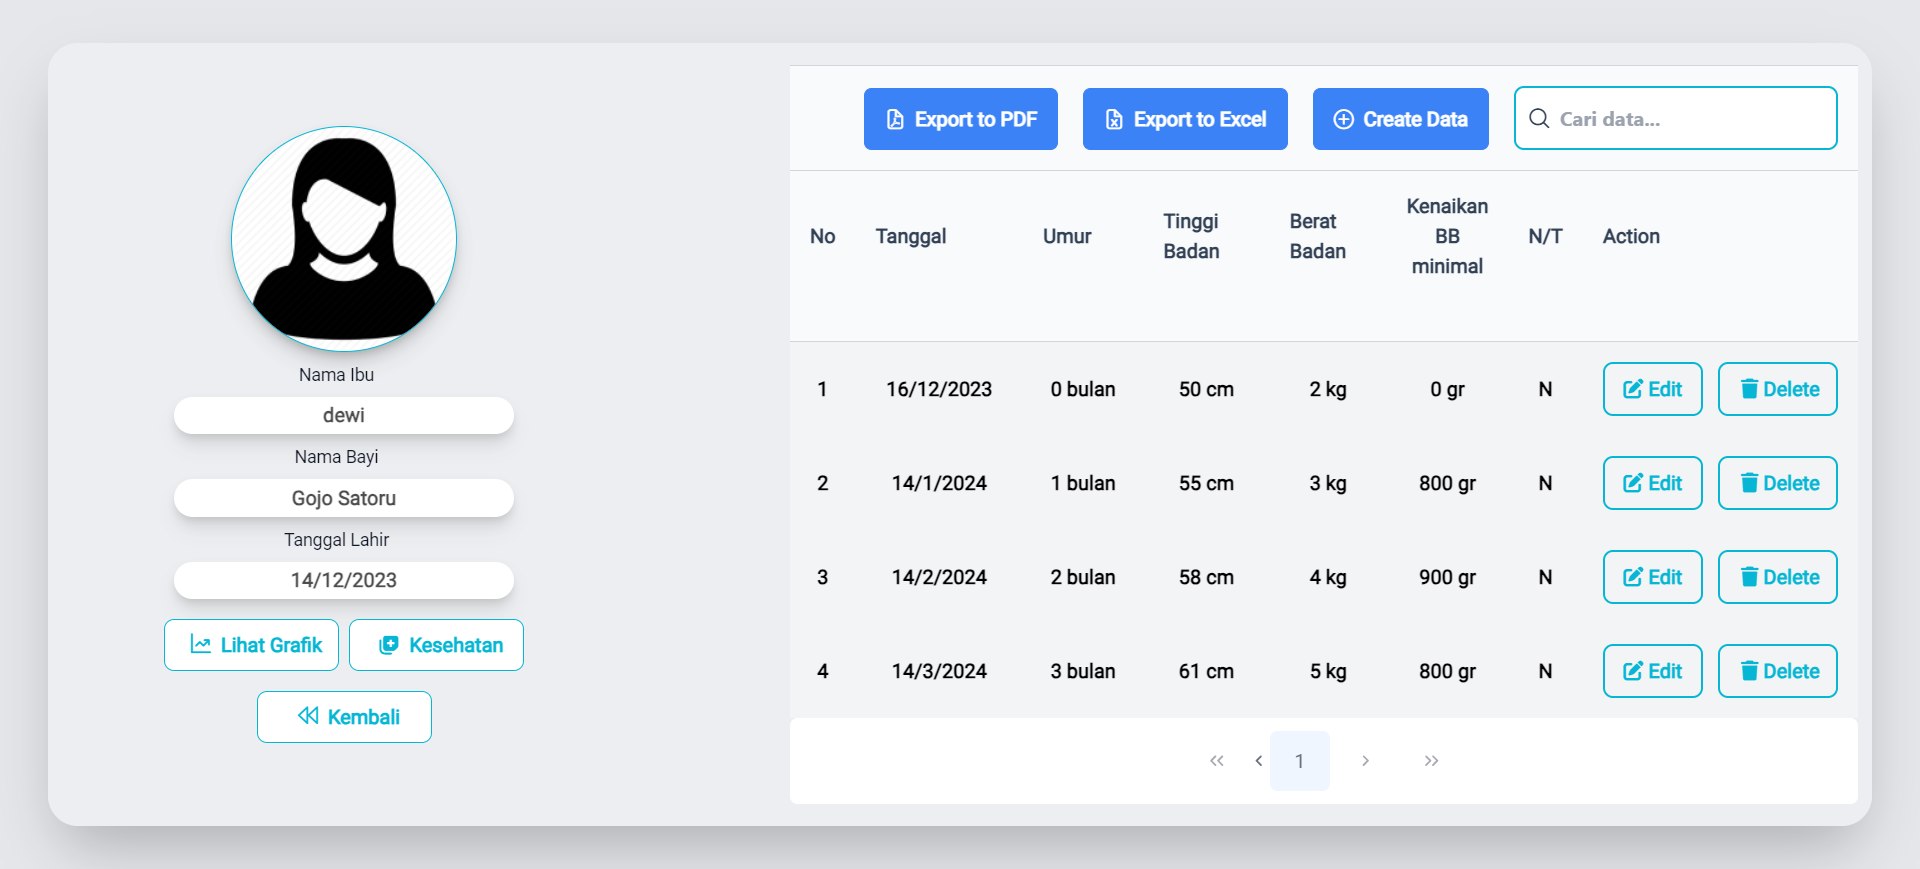 Nama Ibu
dewi
Nama Bayi
Gojo Satoru
Tanggal Lahir
14/12/2023
Lihat Grafik Kesehatan
Kembali
Export to PDF Export to Excel Create Data Cari data...
No Tanggal Umur Tinggi Badan Berat Badan Kenaikan BB minimal N/T Action
1 16/12/2023 0 bulan 50 cm 2 kg 0 gr N Edit Delete
2 14/1/2024 1 bulan 55 cm 3 kg 800 gr N Edit Delete
3 14/2/2024 2 bulan 58 cm 4 kg 900 gr N Edit Delete
4 14/3/2024 3 bulan 61 cm 5 kg 800 gr N Edit Delete
1